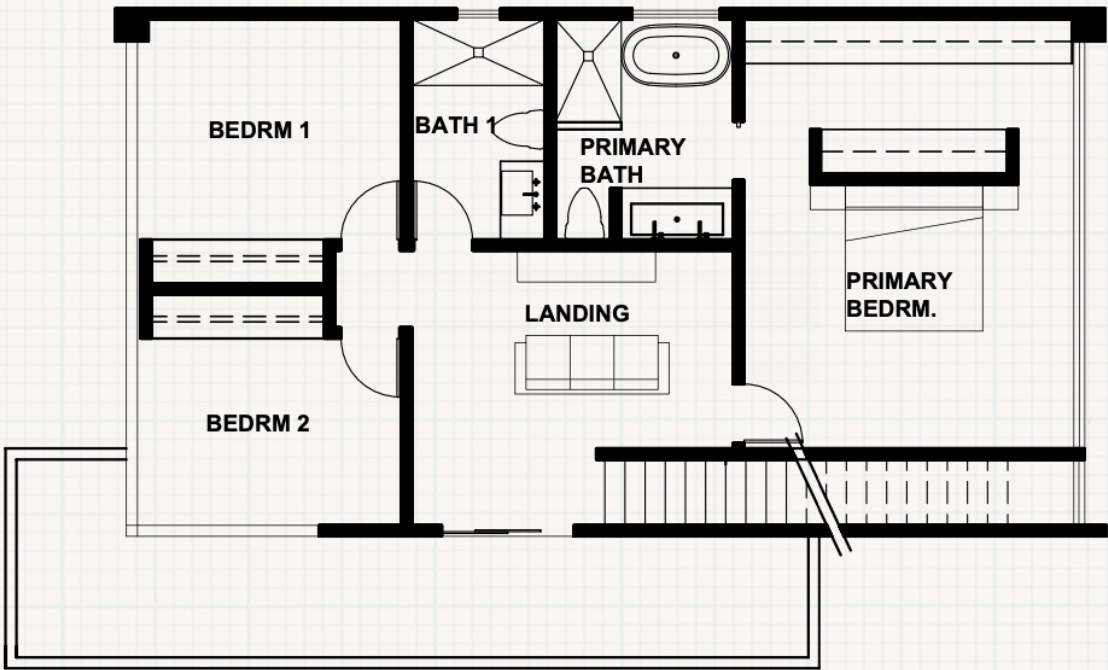 BEDRM 1
BATH 1
PRIMARY
BATH
PRIMARY
BEDRM.
LANDING
BEDRM 2